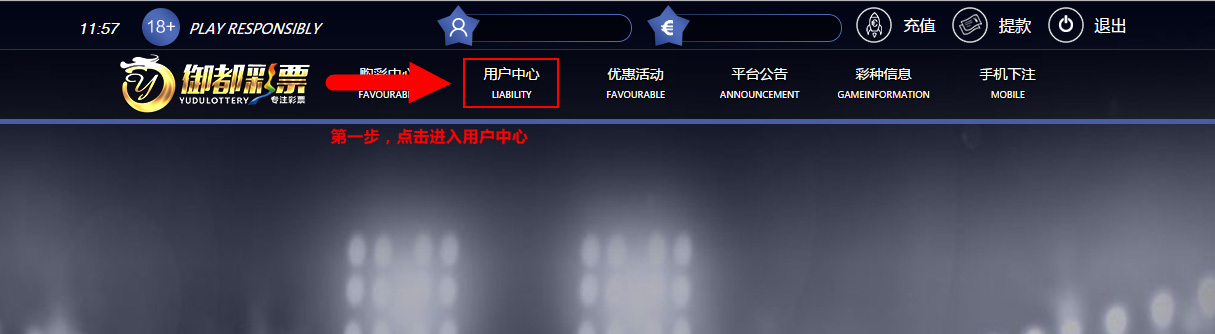 11:57 18+ PLAY RESPONSIBLY € 充值 提款 退出
御都彩票
YUDULOTTERY 专注彩票
购彩中心 用户中心 优惠活动 平台公告 彩种信息 手机下注
LIABILITY FAVOURABLE ANNOUNCEMENT GAMEINFORMATION MOBILE
第一步，点击进入用户中心